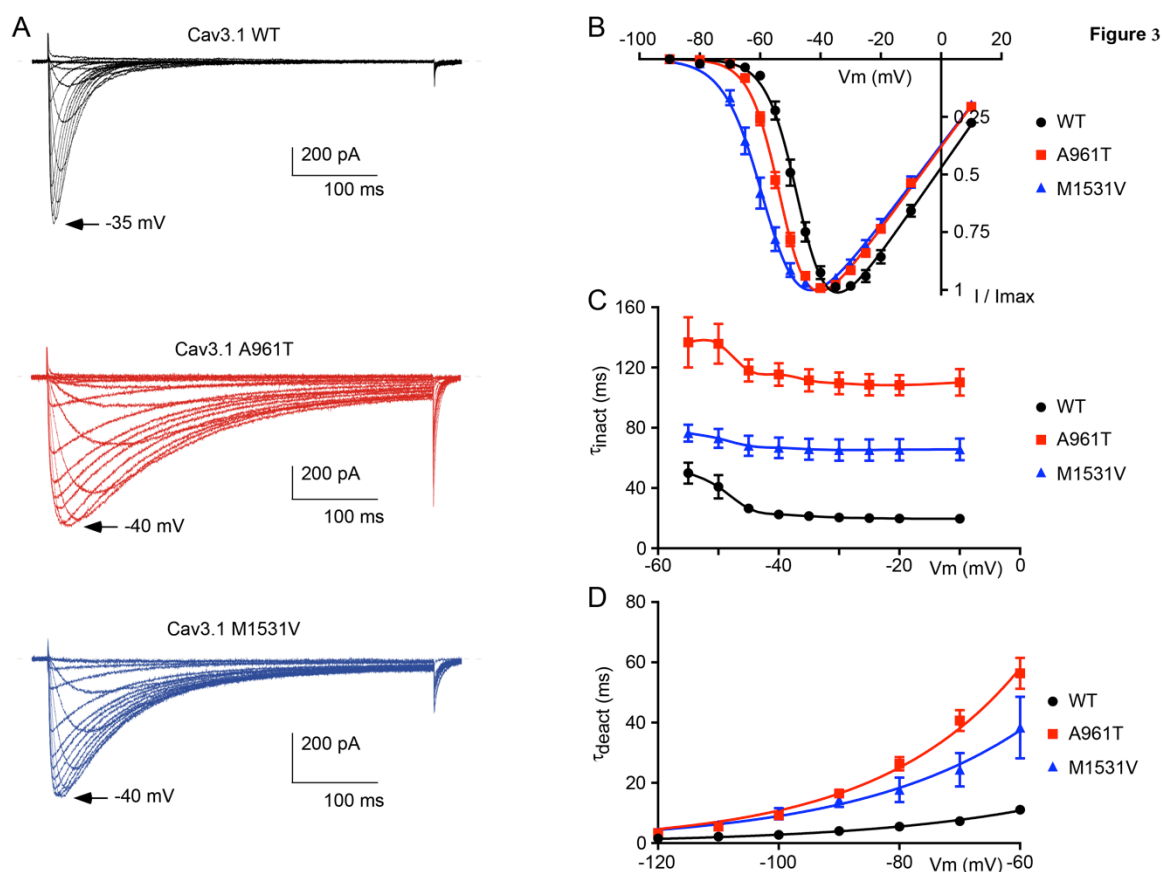 Figure 3
A
Cav3.1 WT
200 pA
100 ms
-35 mV
Cav3.1 A961T
200 pA
100 ms
-40 mV
Cav3.1 M1531V
200 pA
100 ms
-40 mV
B
-100 -80 -60 -40 -20 0 20
Vm (mV)
0.25
0.5
0.75
1
I / Imax
WT
A961T
M1531V
C
160
120
80
40
0
τinact (ms)
-60 -40 -20 0
Vm (mV)
WT
A961T
M1531V
D
80
60
40
20
0
τdeact (ms)
-120 -100 -80 -60
Vm (mV)
WT
A961T
M1531V